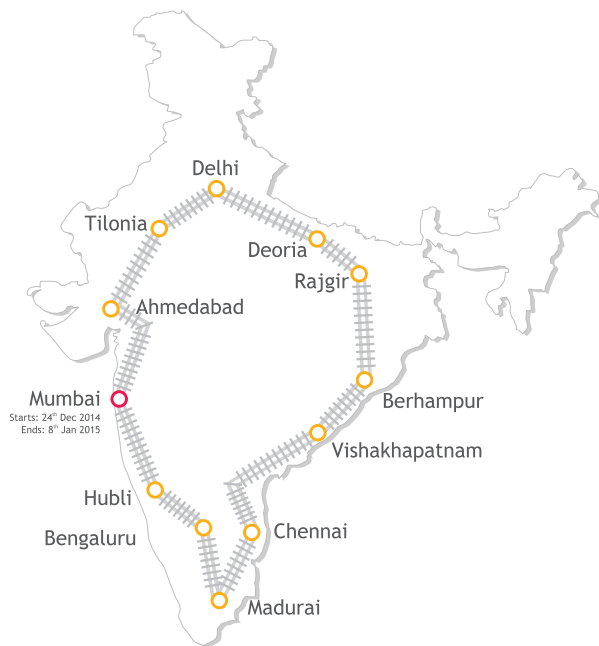 Delhi
Tilonia
Deoria
Rajgir
Ahmedabad
Mumbai
Starts: 24th Dec 2014
Ends: 8th Jan 2015
Berhampur
Vishakhapatnam
Hubli
Bengaluru
Chennai
Madurai